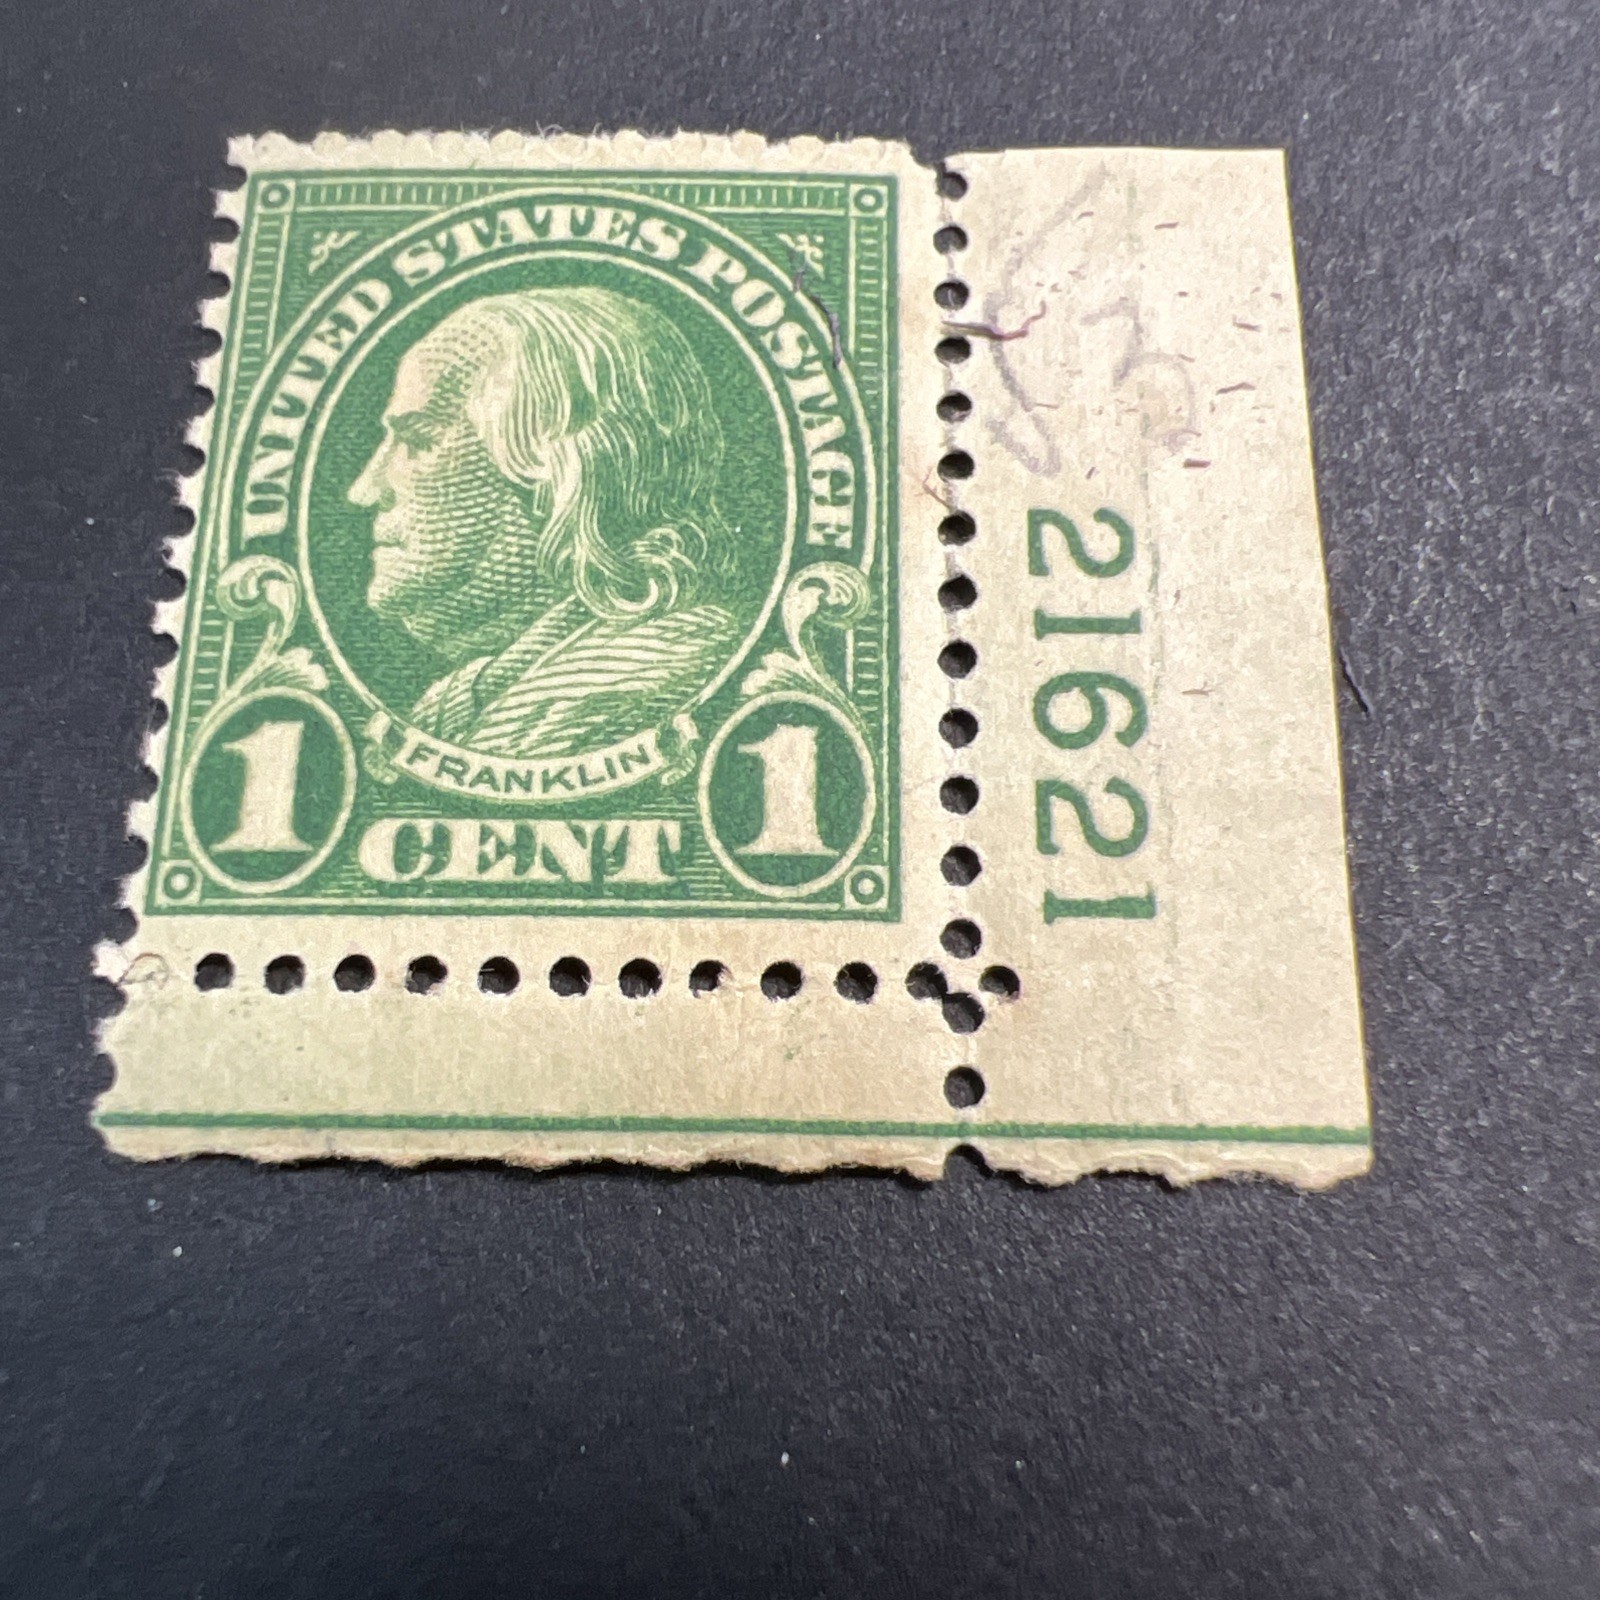 UNITED STATES POSTAGE
FRANKLIN
1 CENT 1
21621